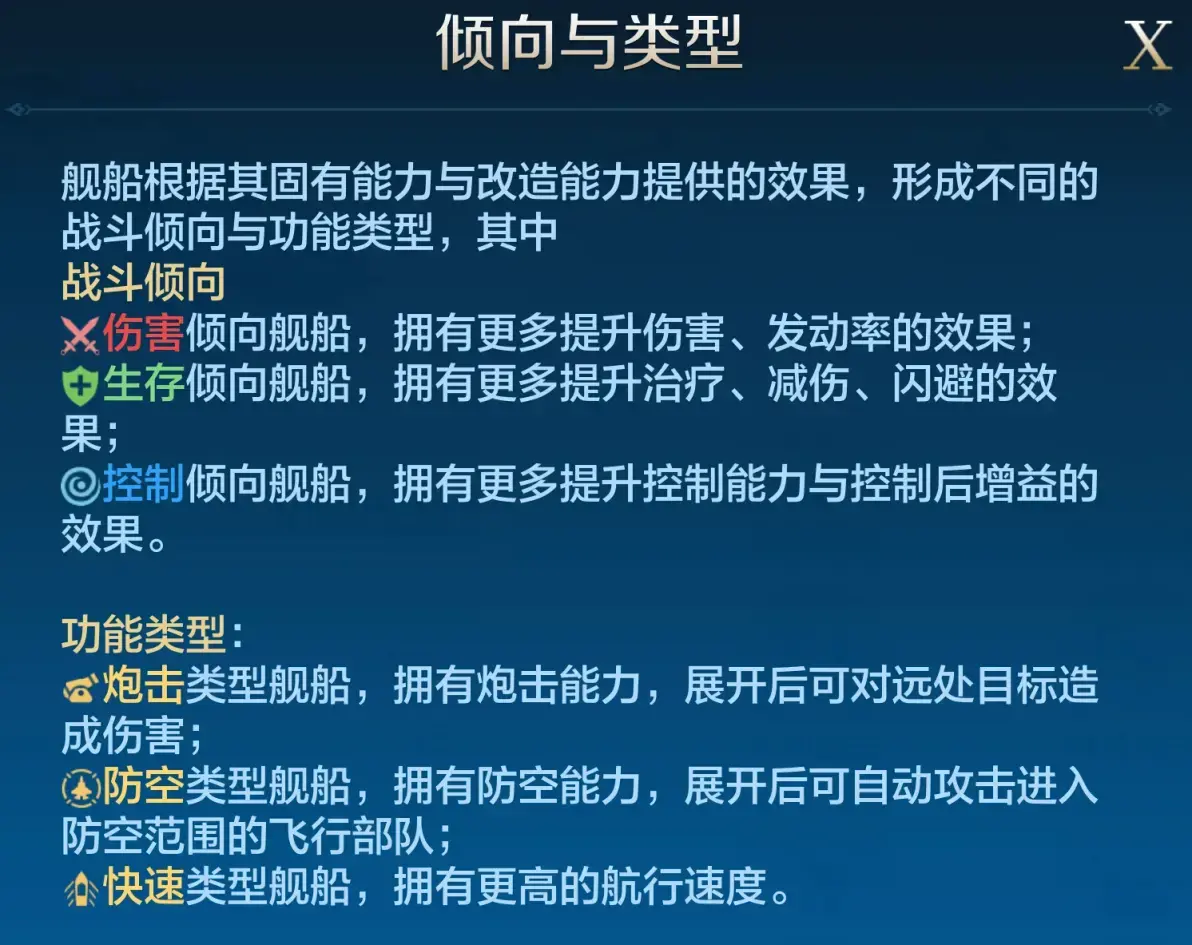 倾向与类型
X
舰船根据其固有能力与改造能力提供的效果，形成不同的
战斗倾向与功能类型，其中
战斗倾向
伤害倾向舰船，拥有更多提升伤害、发动率的效果；
生存倾向舰船，拥有更多提升治疗、减伤、闪避的效
果；
控制倾向舰船，拥有更多提升控制能力与控制后增益的
效果。
功能类型：
炮击类型舰船，拥有炮击能力，展开后可对远处目标造
成伤害；
防空类型舰船，拥有防空能力，展开后可自动攻击进入
防空范围的飞行部队；
快速类型舰船，拥有更高的航行速度。